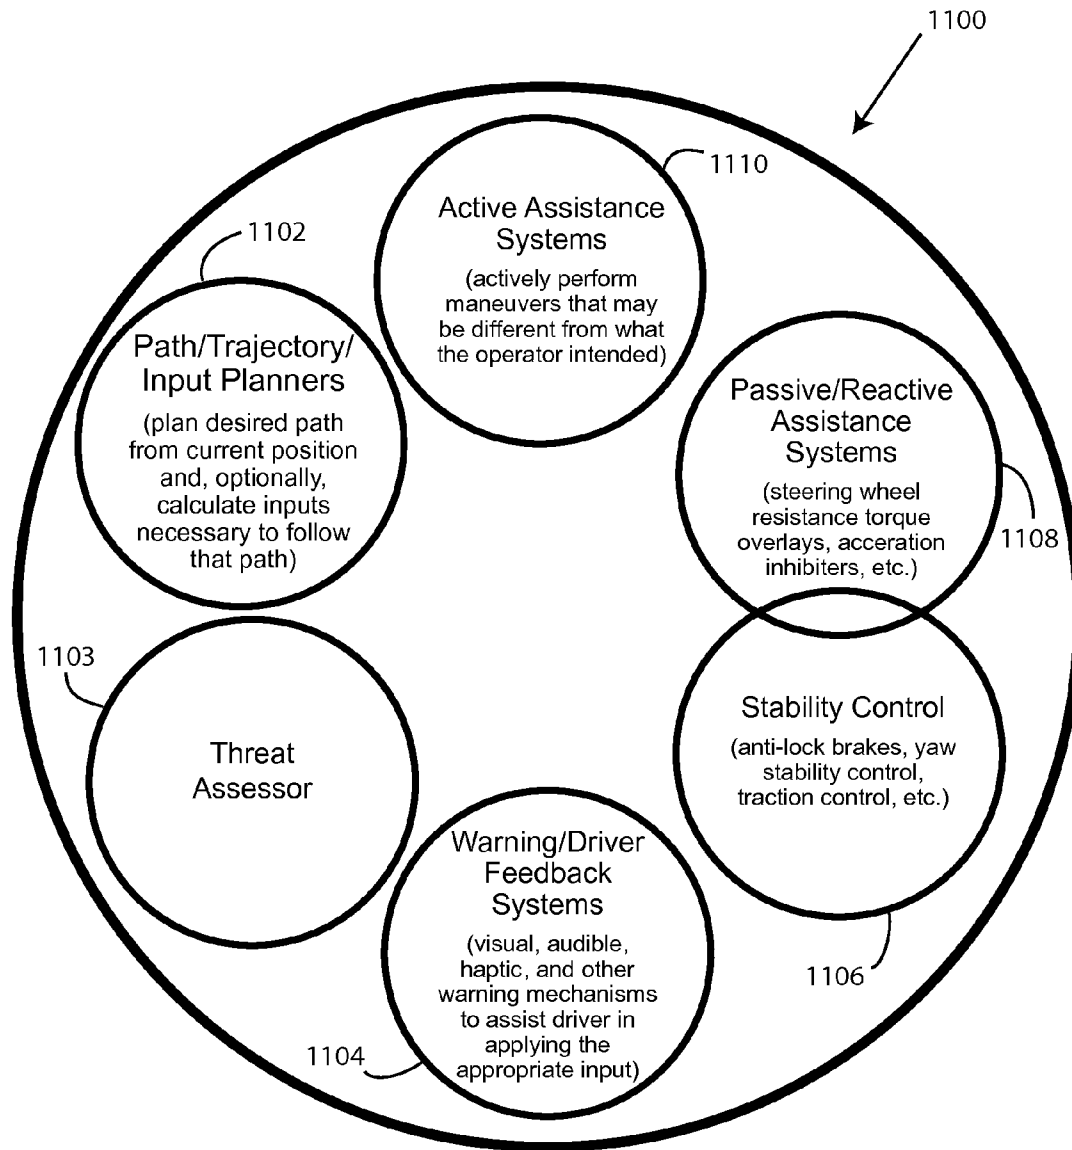 1100
1110
Active Assistance
Systems
(actively perform
maneuvers that may
be different from what
the operator intended)
1102
Path/Trajectory/
Input Planners
(plan desired path
from current position
and, optionally,
calculate inputs
necessary to follow
that path)
Passive/Reactive
Assistance
Systems
(steering wheel
resistance torque
overlays, acceration
inhibiters, etc.)
1108
1103
Threat
Assessor
Stability Control
(anti-lock brakes, yaw
stability control,
traction control, etc.)
1106
Warning/Driver
Feedback
Systems
(visual, audible,
haptic, and other
warning mechanisms
to assist driver in
applying the
appropriate input)
1104